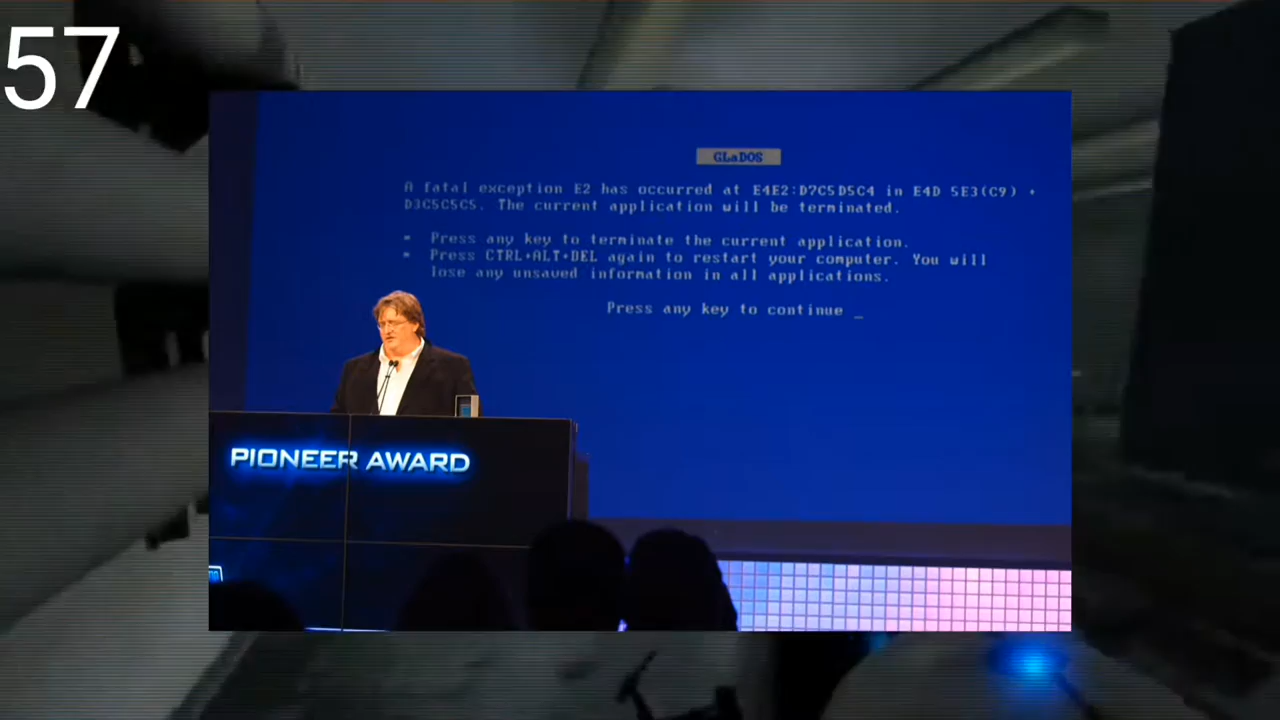 57
GLaDOS
A fatal exception E2 has occurred at E4E2:D7C5D5C4 in E4D 5E3(C9) +
D3C5C5C5. The current application will be terminated.
* Press any key to terminate the current application.
* Press CTRL+ALT+DEL again to restart your computer. You will
lose any unsaved information in all applications.
Press any key to continue _
PIONEER AWARD